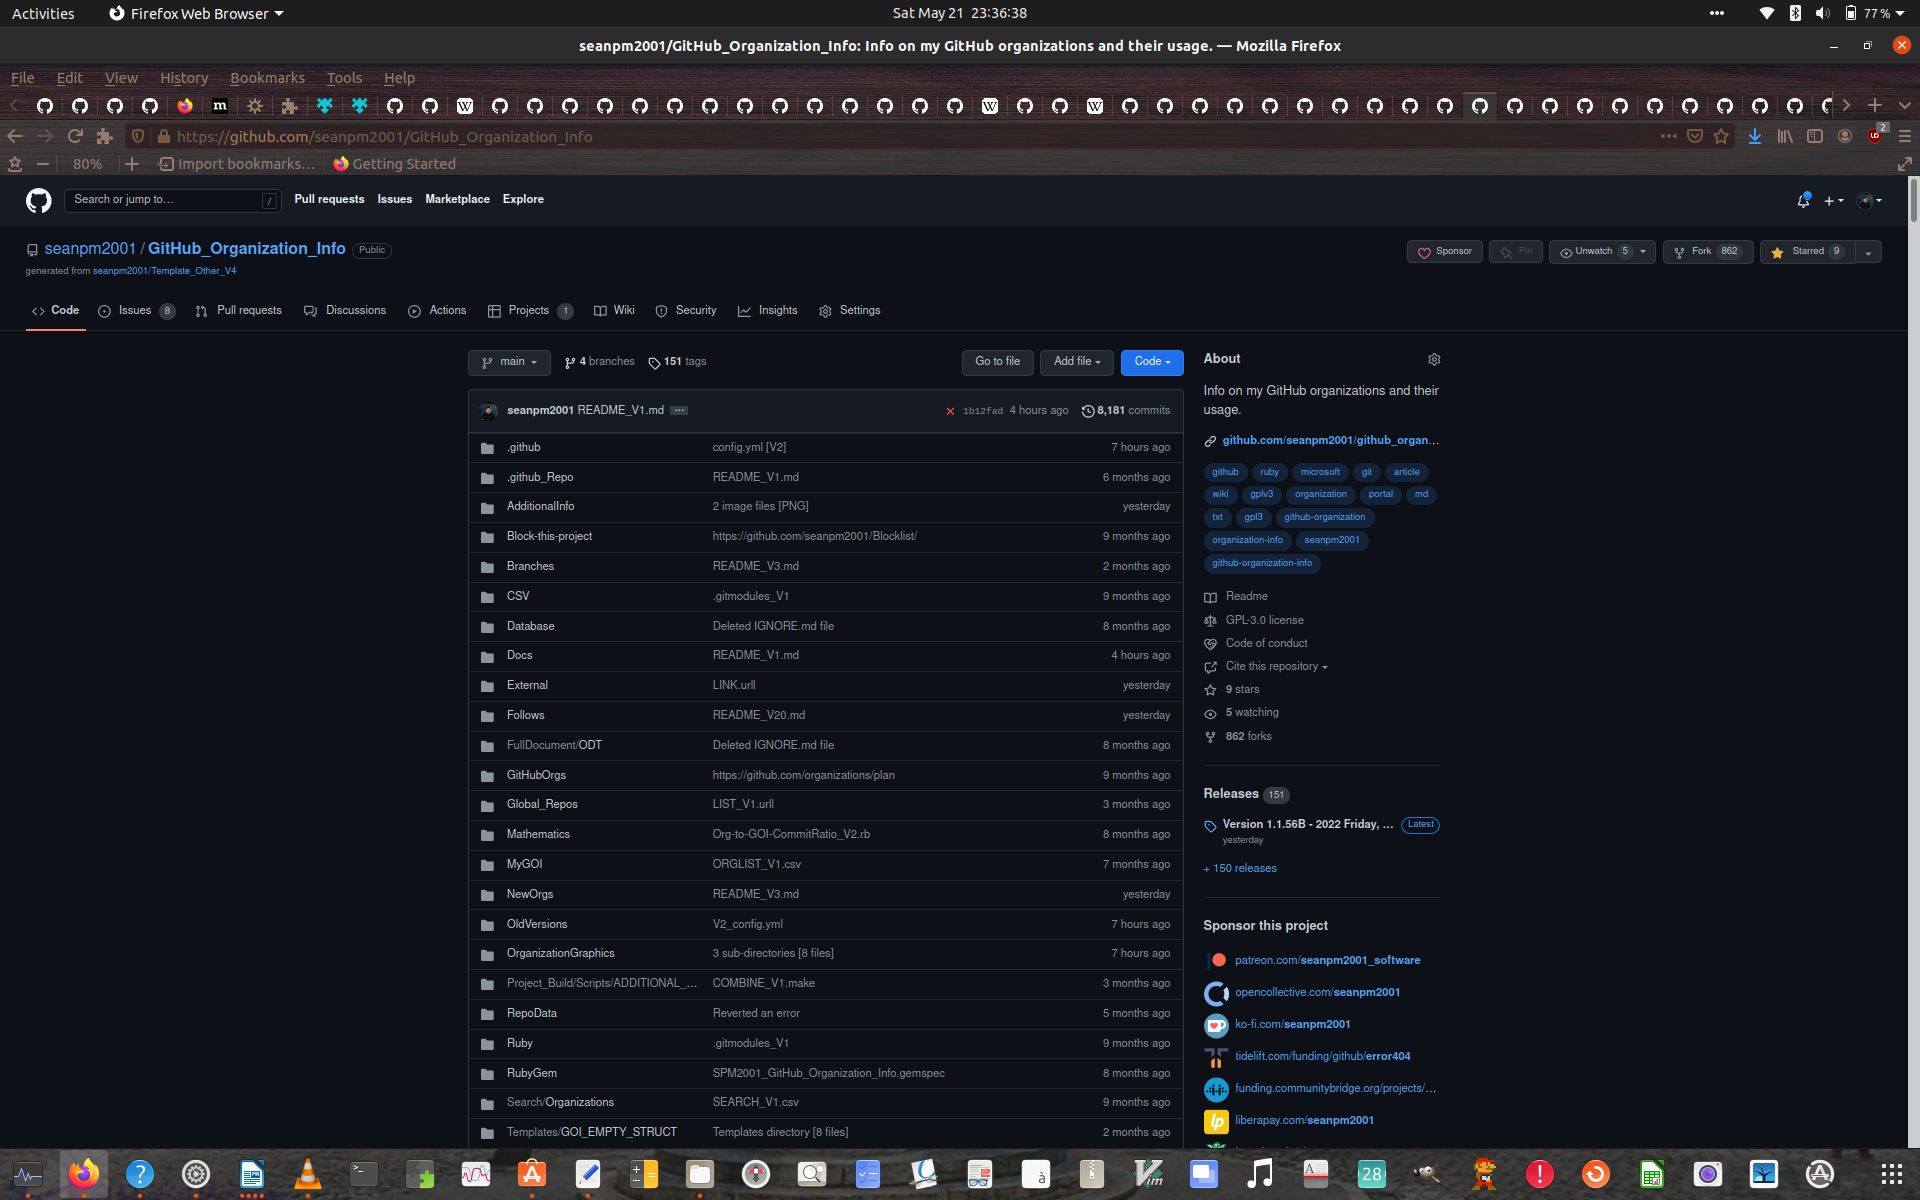 Activities Firefox Web Browser Sat May 21 23:36:38 77 %
seanpm2001/GitHub_Organization_Info: Info on my GitHub organizations and their usage. — Mozilla Firefox
File Edit View History Bookmarks Tools Help
https://github.com/seanpm2001/GitHub_Organization_Info 2
80% Import bookmarks... Getting Started
Search or jump to... / Pull requests Issues Marketplace Explore
seanpm2001 / GitHub_Organization_Info Public Sponsor Pin Unwatch 5 Fork 862 Starred 9
generated from seanpm2001/Template_Other_V4
Code Issues 8 Pull requests Discussions Actions Projects 1 Wiki Security Insights Settings
main 4 branches 151 tags Go to file Add file Code
seanpm2001 README_V1.md ... 1b12fad 4 hours ago 8,181 commits
.github config.yml [V2] 7 hours ago
.github_Repo README_V1.md 6 months ago
AdditionalInfo 2 image files [PNG] yesterday
Block-this-project https://github.com/seanpm2001/Blocklist/ 9 months ago
Branches README_V3.md 2 months ago
CSV .gitmodules_V1 9 months ago
Database Deleted IGNORE.md file 8 months ago
Docs README_V1.md 4 hours ago
External LINK.urll yesterday
Follows README_V20.md yesterday
FullDocument/ODT Deleted IGNORE.md file 8 months ago
GitHubOrgs https://github.com/organizations/plan 9 months ago
Global_Repos LIST_V1.urll 3 months ago
Mathematics Org-to-GOI-CommitRatio_V2.rb 8 months ago
MyGOI ORGLIST_V1.csv 7 months ago
NewOrgs README_V3.md yesterday
OldVersions V2_config.yml 7 hours ago
OrganizationGraphics 3 sub-directories [8 files] 7 hours ago
Project_Build/Scripts/ADDITIONAL_... COMBINE_V1.make 3 months ago
RepoData Reverted an error 5 months ago
Ruby .gitmodules_V1 9 months ago
RubyGem SPM2001_GitHub_Organization_Info.gemspec 8 months ago
Search/Organizations SEARCH_V1.csv 9 months ago
Templates/GOI_EMPTY_STRUCT Templates directory [8 files] 2 months ago
About
Info on my GitHub organizations and their
usage.
github.com/seanpm2001/github_organ...
github ruby microsoft git article
wiki gplv3 organization portal md
txt gpl3 github-organization
organization-info seanpm2001
github-organization-info
Readme
GPL-3.0 license
Code of conduct
Cite this repository
9 stars
5 watching
862 forks
Releases 151
Version 1.1.56B - 2022 Friday, ... Latest
yesterday
+ 150 releases
Sponsor this project
patreon.com/seanpm2001_software
opencollective.com/seanpm2001
ko-fi.com/seanpm2001
tidelift.com/funding/github/error404
funding.communitybridge.org/projects/...
liberapay.com/seanpm2001
28